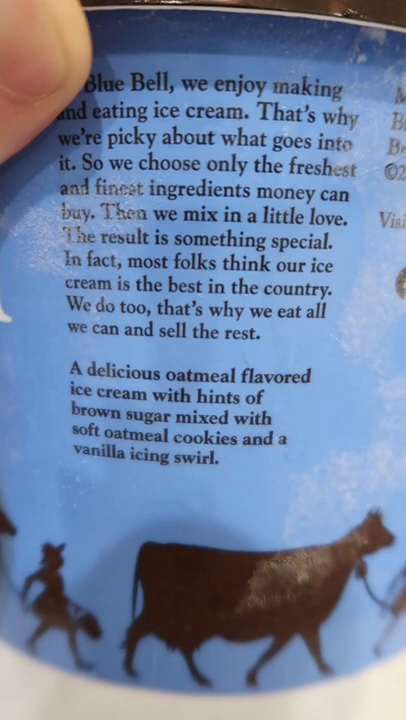 Blue Bell, we enjoy making
and eating ice cream. That's why
we're picky about what goes into
it. So we choose only the freshest
and finest ingredients money can
buy. Then we mix in a little love.
The result is something special.
In fact, most folks think our ice
cream is the best in the country.
We do too, that's why we eat all
we can and sell the rest.
A delicious oatmeal flavored
ice cream with hints of
brown sugar mixed with
soft oatmeal cookies and a
vanilla icing swirl.